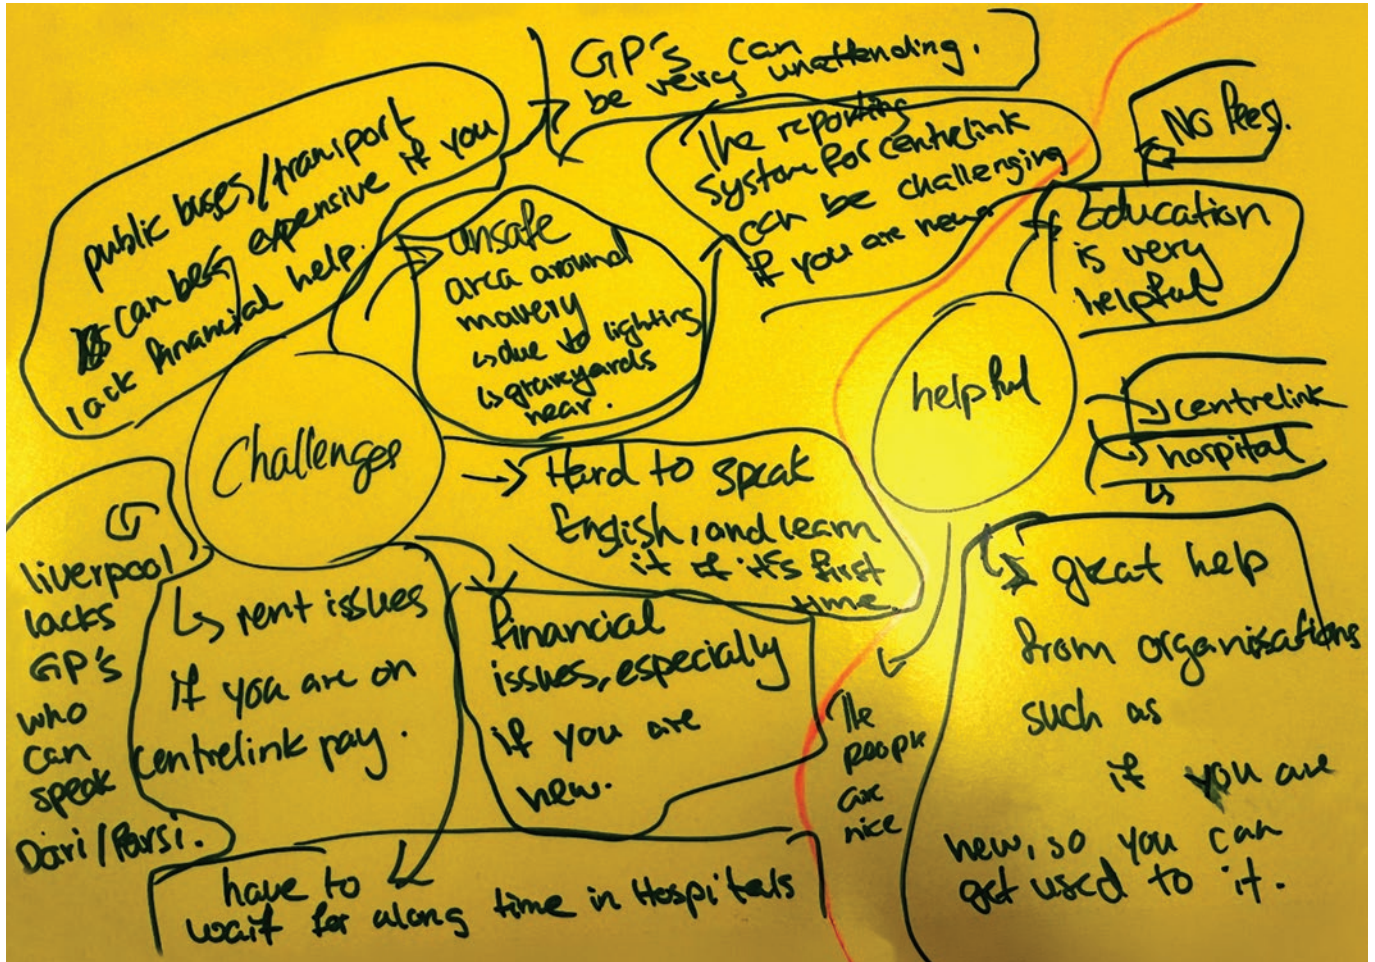 GP's can
be very unattending.
public buses/transport
can be expensive if you
lack financial help.
unsafe
area around
mavery
↳due to lighting
↳graveyards
near.
The reporting
system for centrelink
can be challenging
if you are new
Challenges
→ Hard to speak
English, and learn
it if it's first
time.
liverpool
lacks
GP's
who
can
speak
Dari/Farsi.
↳ rent issues
if you are on
centrelink pay.
financial
issues, especially
if you are
new.
have to
wait for along time in Hospitals
No fees.
Education
is very
helpful
helpful
centrelink
hospital
The
people
are
nice
great help
from organisations
such as
if you are
new, so you can
get used to it.